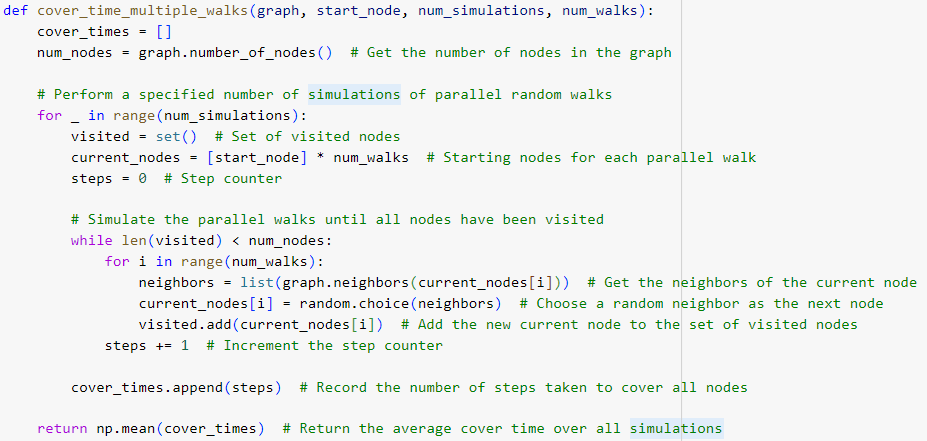 def cover_time_multiple_walks(graph, start_node, num_simulations, num_walks):
    cover_times = []
    num_nodes = graph.number_of_nodes()  # Get the number of nodes in the graph

    # Perform a specified number of simulations of parallel random walks
    for _ in range(num_simulations):
        visited = set()  # Set of visited nodes
        current_nodes = [start_node] * num_walks  # Starting nodes for each parallel walk
        steps = 0  # Step counter

        # Simulate the parallel walks until all nodes have been visited
        while len(visited) < num_nodes:
            for i in range(num_walks):
                neighbors = list(graph.neighbors(current_nodes[i]))  # Get the neighbors of the current node
                current_nodes[i] = random.choice(neighbors)  # Choose a random neighbor as the next node
                visited.add(current_nodes[i])  # Add the new current node to the set of visited nodes
            steps += 1  # Increment the step counter

        cover_times.append(steps)  # Record the number of steps taken to cover all nodes

    return np.mean(cover_times)  # Return the average cover time over all simulations